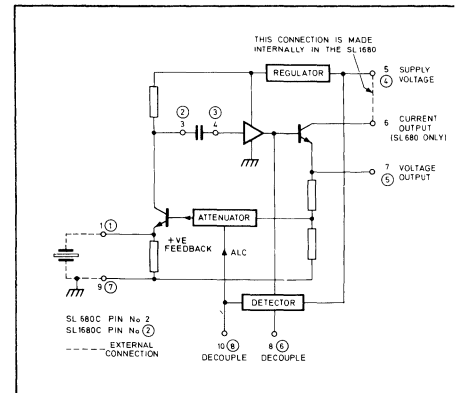 THIS CONNECTION IS MADE
INTERNALLY IN THE SL1680
REGULATOR
5 SUPPLY
④ VOLTAGE
② ③
3 4
6 CURRENT
OUTPUT
(SL680 ONLY)
7 VOLTAGE
⑤ OUTPUT
ATTENUATOR
1 ①
+VE
FEEDBACK
ALC
9 ⑦
DETECTOR
SL 680C PIN No 2
SL1680C PIN No ②
EXTERNAL
CONNECTION
10 ⑧ 8 ⑥
DECOUPLE DECOUPLE